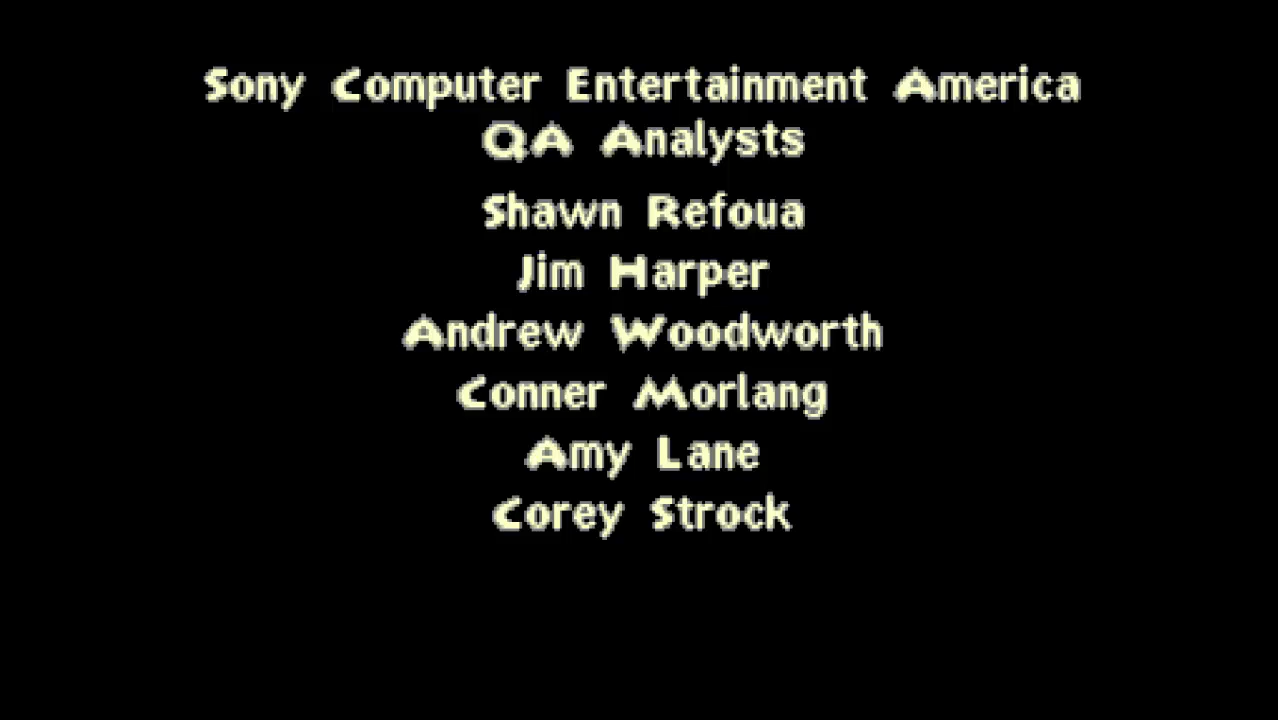 Sony Computer Entertainment America
QA Analysts
Shawn Refoua
Jim Harper
Andrew Woodworth
Conner Morlang
Amy Lane
Corey Strock